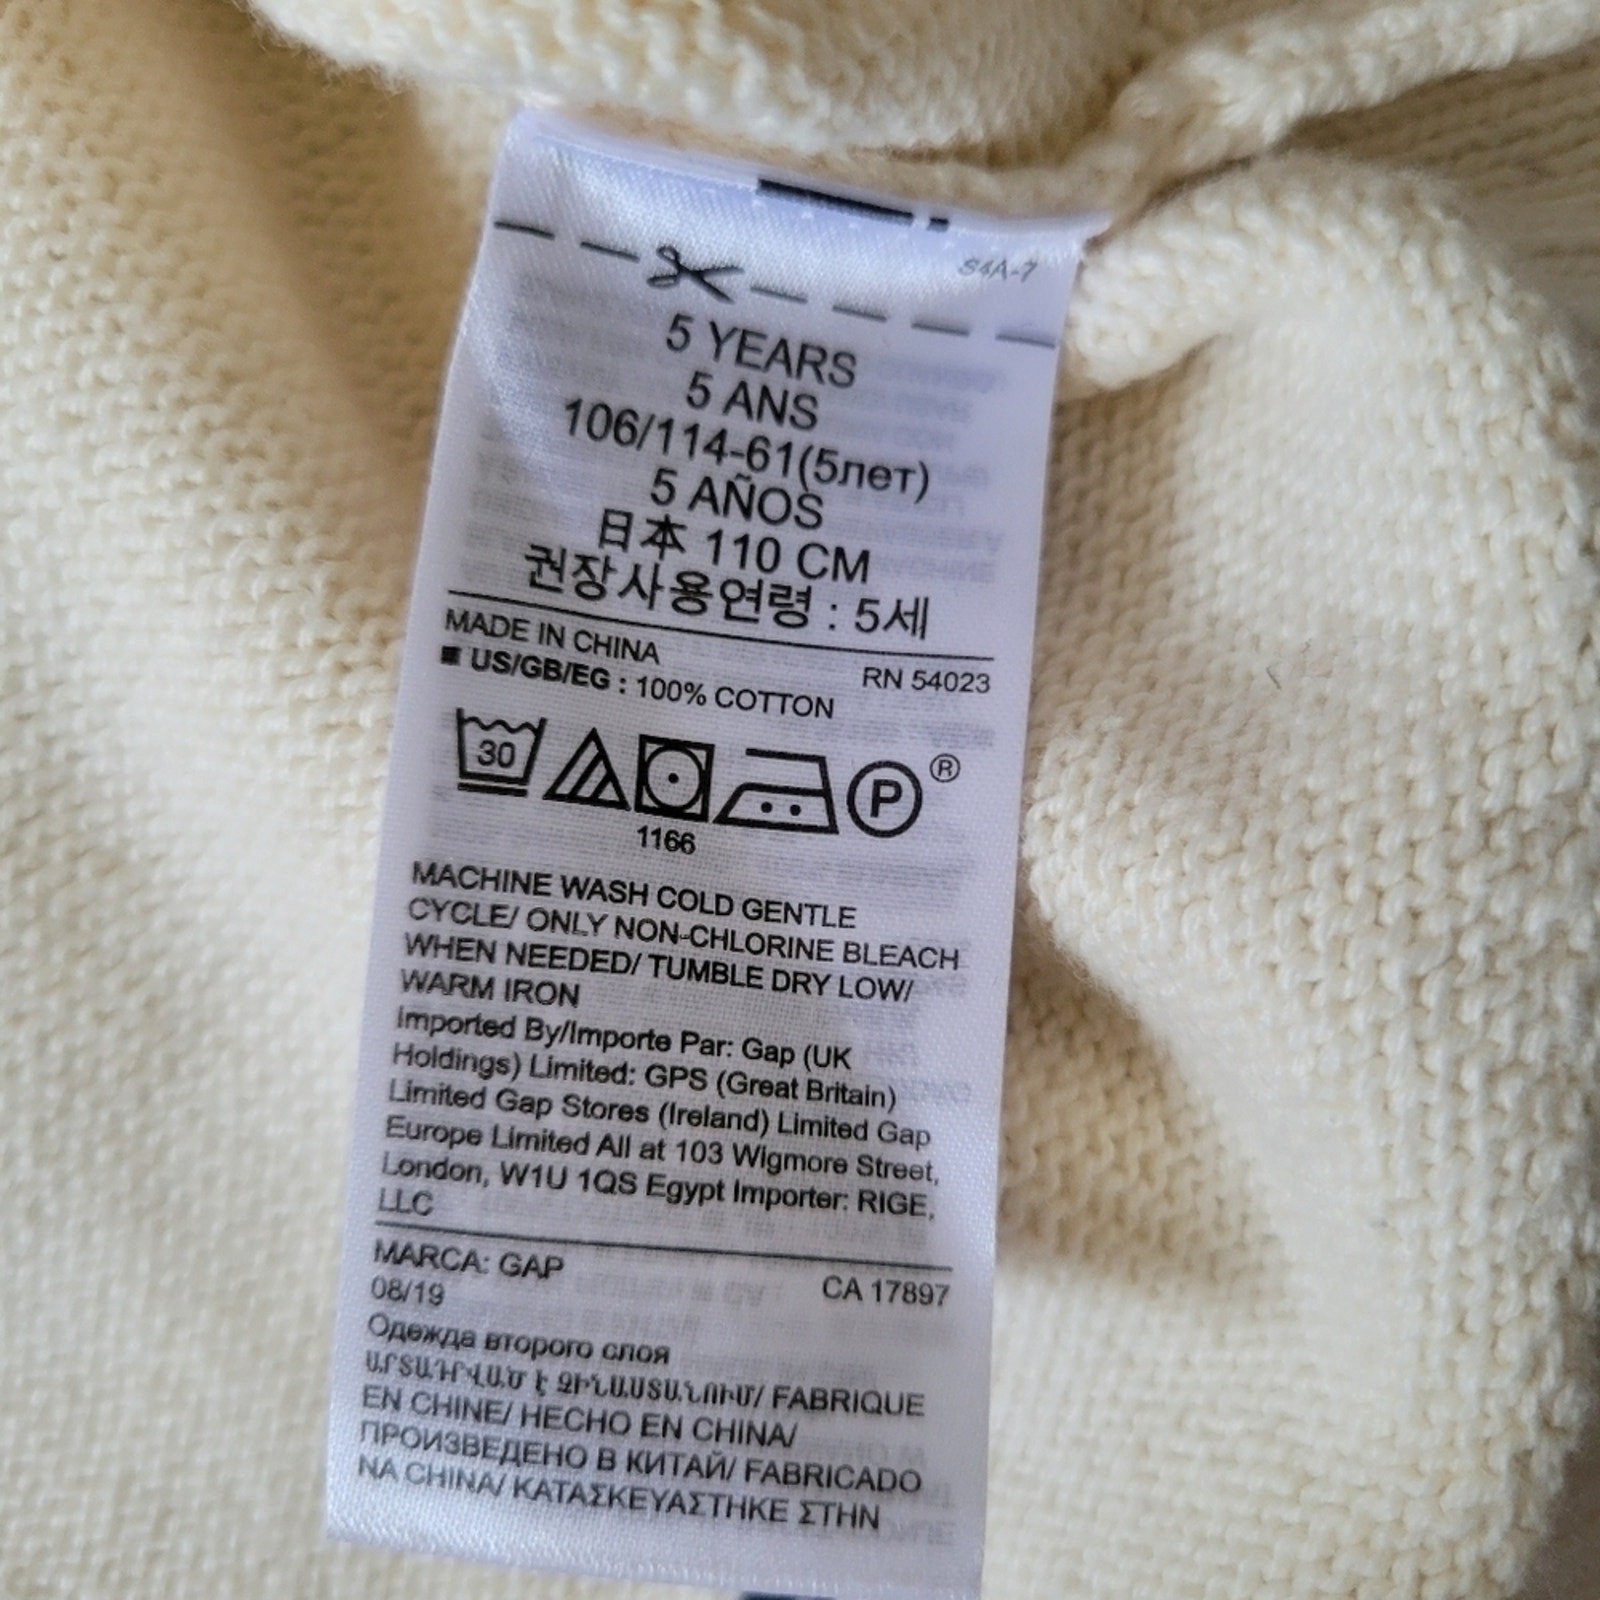 S4A-7
5 YEARS
5 ANS
106/114-61(5лет)
5 AÑOS
日本 110 CM
권장사용연령 : 5세
MADE IN CHINA RN 54023
■ US/GB/EG : 100% COTTON
30 P ®
1166
MACHINE WASH COLD GENTLE
CYCLE/ ONLY NON-CHLORINE BLEACH
WHEN NEEDED/ TUMBLE DRY LOW/
WARM IRON
Imported By/Importe Par: Gap (UK
Holdings) Limited: GPS (Great Britain)
Limited Gap Stores (Ireland) Limited Gap
Europe Limited All at 103 Wigmore Street,
London, W1U 1QS Egypt Importer: RIGE,
LLC
MARCA: GAP CA 17897
08/19
Одежда второго слоя
ԱՐՏԱԴՐՎԱԾ Է ՉԻՆԱՍՏԱՆՈՒՄ/ FABRIQUE
EN CHINE/ HECHO EN CHINA/
ПРОИЗВЕДЕНО В КИТАЙ/ FABRICADO
NA CHINA/ ΚΑΤΑΣΚΕΥΑΣΤΗΚΕ ΣΤΗΝ